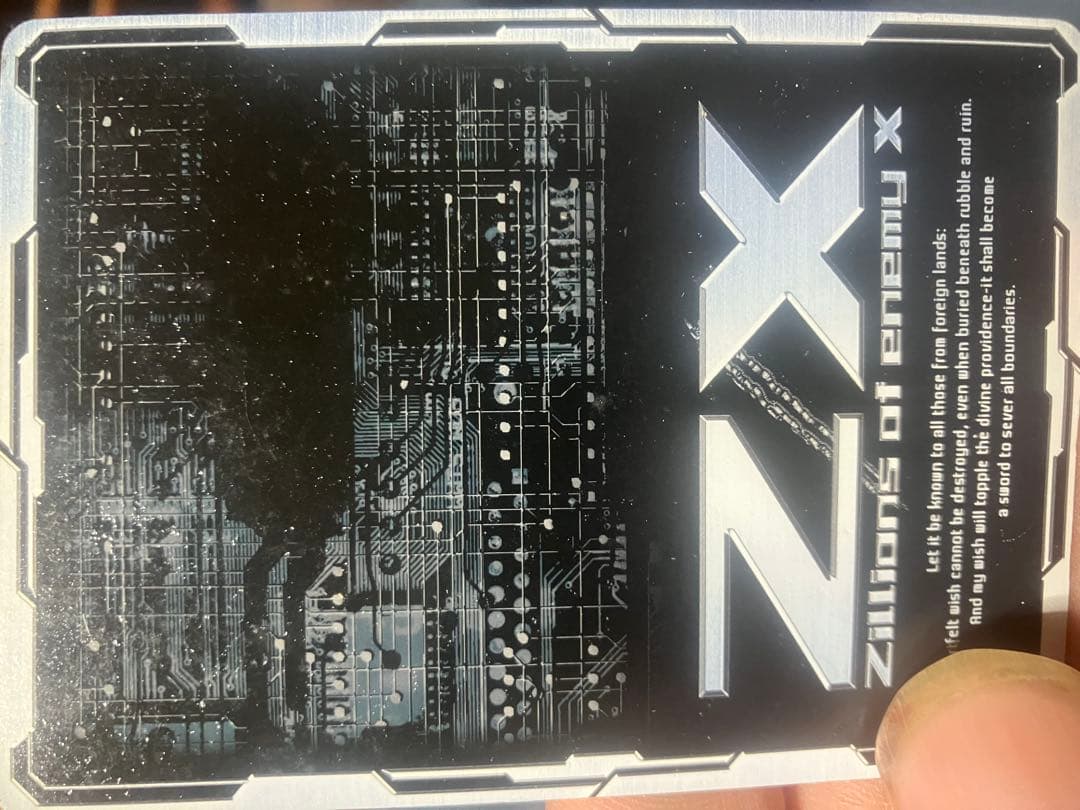 Z/X
Zillions of enemy X
Let it be known to all those from foreign lands:
felt wish cannot be destroyed, even when buried beneath rubble and ruin.
And my wish will topple the divine providence-it shall become
a sword to sever all boundaries.